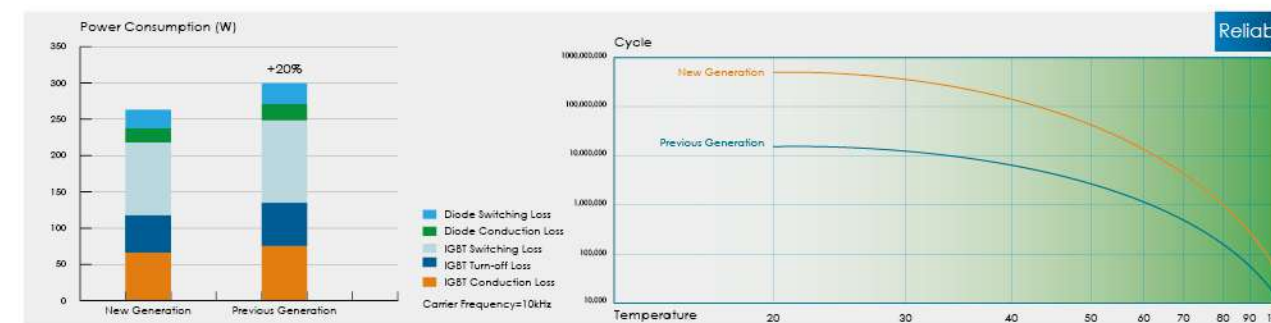 Power Consumption (W)
350
300
250
200
150
100
50
0
+20%
New Generation
Previous Generation
Diode Switching Loss
Diode Conduction Loss
IGBT Switching Loss
IGBT Turn-off Loss
IGBT Conduction Loss
Carrier Frequency=10kHz
Cycle
1000,000,000
100,000,000
10,000,000
1,000,000
100,000
10,000
New Generation
Previous Generation
Temperature
20
30
40
50
60
70
80
90